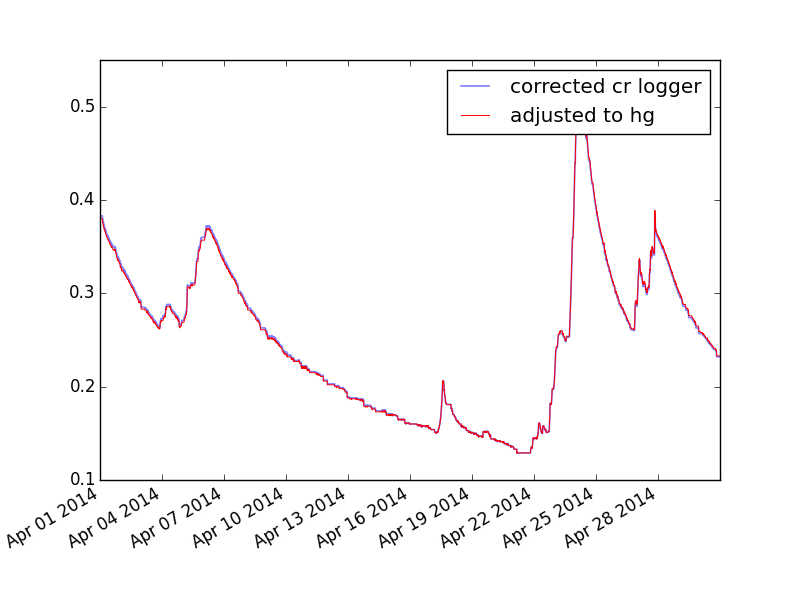 corrected cr logger
adjusted to hg
0.5
0.4
0.3
0.2
0.1
Apr 01 2014
Apr 04 2014
Apr 07 2014
Apr 10 2014
Apr 13 2014
Apr 16 2014
Apr 19 2014
Apr 22 2014
Apr 25 2014
Apr 28 2014